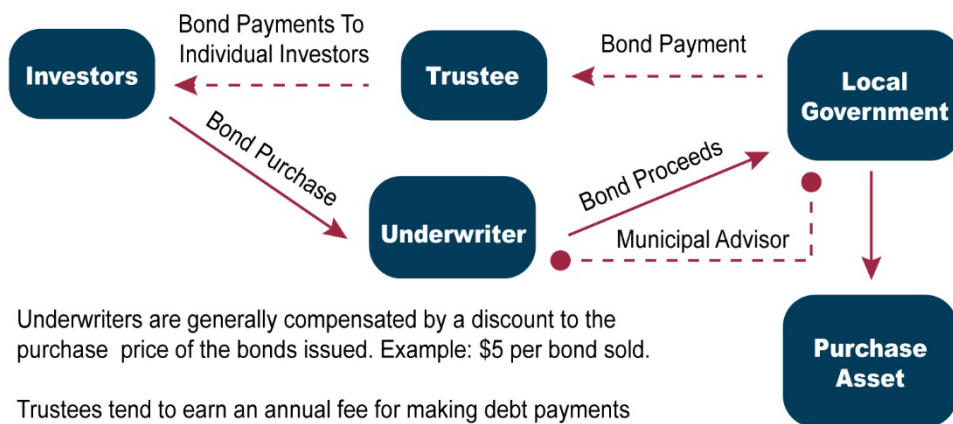 Bond Payments To
Individual Investors
Bond Payment
Investors
Trustee
Local
Government
Bond Purchase
Bond Proceeds
Underwriter
Municipal Advisor
Underwriters are generally compensated by a discount to the
purchase price of the bonds issued. Example: $5 per bond sold.
Purchase
Asset
Trustees tend to earn an annual fee for making debt payments